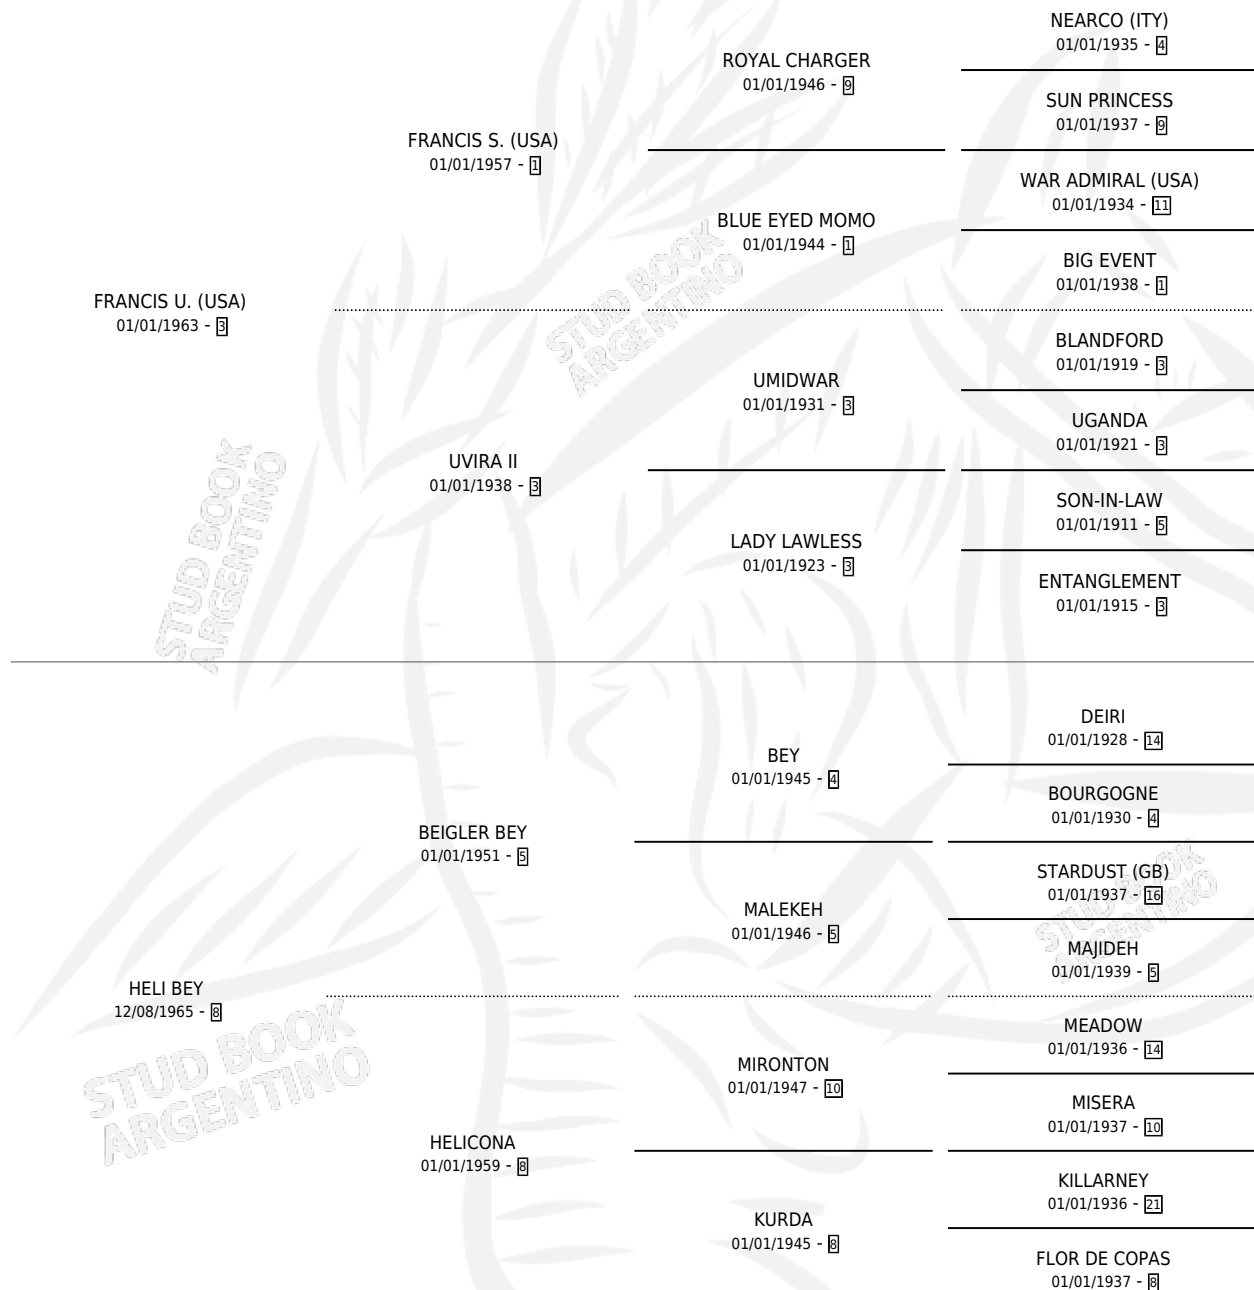 NEARCO (ITY)
01/01/1935 - 4
ROYAL CHARGER
01/01/1946 - 9
SUN PRINCESS
01/01/1937 - 9
FRANCIS S. (USA)
01/01/1957 - 1
WAR ADMIRAL (USA)
01/01/1934 - 11
BLUE EYED MOMO
01/01/1944 - 1
BIG EVENT
01/01/1938 - 1
FRANCIS U. (USA)
01/01/1963 - 3
STUD BOOK
ARGENTINO
BLANDFORD
01/01/1919 - 3
UMIDWAR
01/01/1931 - 3
UGANDA
01/01/1921 - 3
UVIRA II
01/01/1938 - 3
SON-IN-LAW
01/01/1911 - 5
LADY LAWLESS
01/01/1923 - 3
ENTANGLEMENT
01/01/1915 - 3
STUD BOOK
ARGENTINO
DEIRI
01/01/1928 - 14
BEY
01/01/1945 - 4
BOURGOGNE
01/01/1930 - 4
BEIGLER BEY
01/01/1951 - 5
STARDUST (GB)
01/01/1937 - 16
MALEKEH
01/01/1946 - 5
STUD BOOK
ARGENTINO
MAJIDEH
01/01/1939 - 5
HELI BEY
12/08/1965 - 8
MEADOW
01/01/1936 - 14
MIRONTON
01/01/1947 - 10
STUD BOOK
ARGENTINO
MISERA
01/01/1937 - 10
HELICONA
01/01/1959 - 8
KILLARNEY
01/01/1936 - 21
KURDA
01/01/1945 - 8
FLOR DE COPAS
01/01/1937 - 8